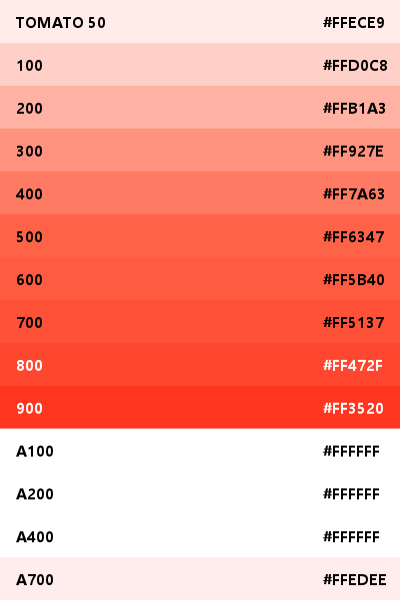 TOMATO 50 #FFECE9
100 #FFD0C8
200 #FFB1A3
300 #FF927E
400 #FF7A63
500 #FF6347
600 #FF5B40
700 #FF5137
800 #FF472F
900 #FF3520
A100 #FFFFFF
A200 #FFFFFF
A400 #FFFFFF
A700 #FFEDEE